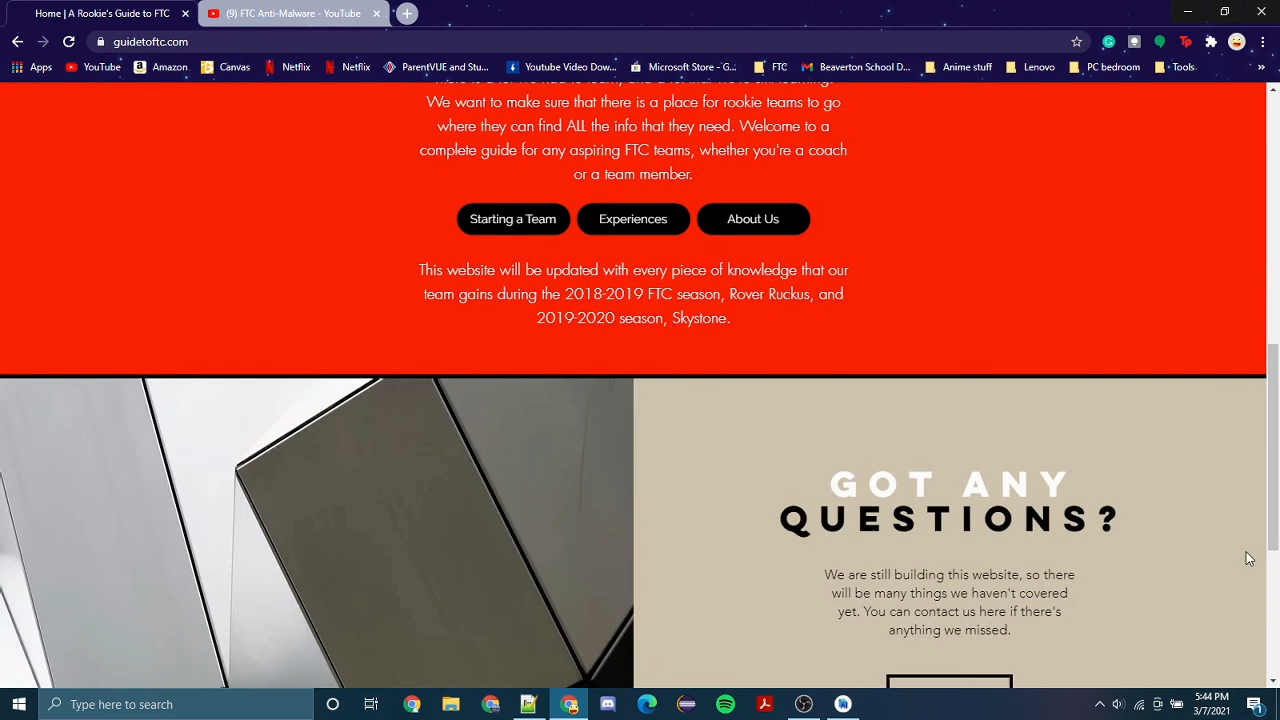 Home | A Rookie's Guide to FTC
(9) FTC Anti-Malware - YouTube
guidetoftc.com
Apps
YouTube
Amazon
Canvas
Netflix
Netflix
ParentVUE and Stu...
Youtube Video Dow...
Microsoft Store - G...
FTC
Beaverton School D...
Anime stuff
Lenovo
PC bedroom
Tools
»
We want to make sure that there is a place for rookie teams to go
where they can find ALL the info that they need. Welcome to a
complete guide for any aspiring FTC teams, whether you're a coach
or a team member.
Starting a Team
Experiences
About Us
This website will be updated with every piece of knowledge that our
team gains during the 2018-2019 FTC season, Rover Ruckus, and
2019-2020 season, Skystone.
GOT ANY
QUESTIONS?
We are still building this website, so there
will be many things we haven't covered
yet. You can contact us here if there's
anything we missed.
Type here to search
5:44 PM
3/7/2021